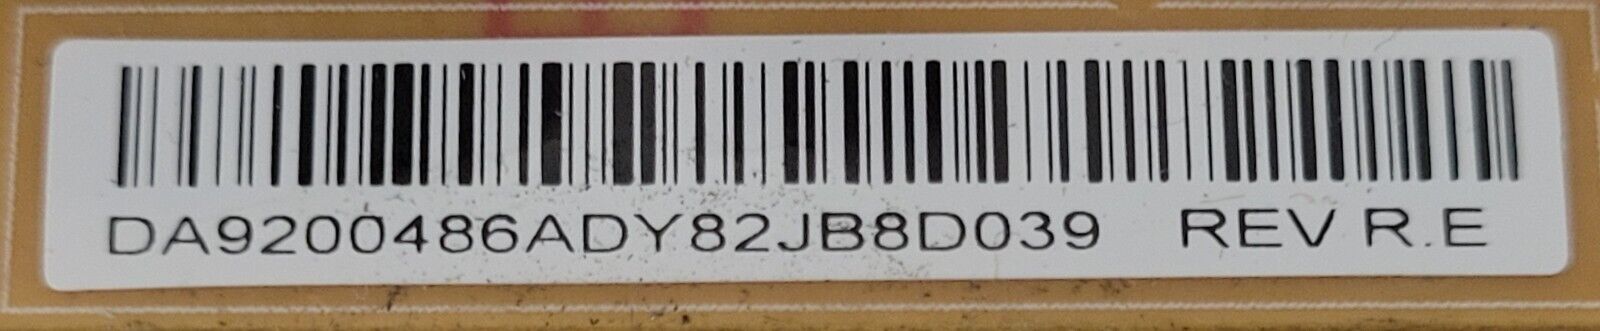 DA9200486ADY82JB8D039 REV R.E